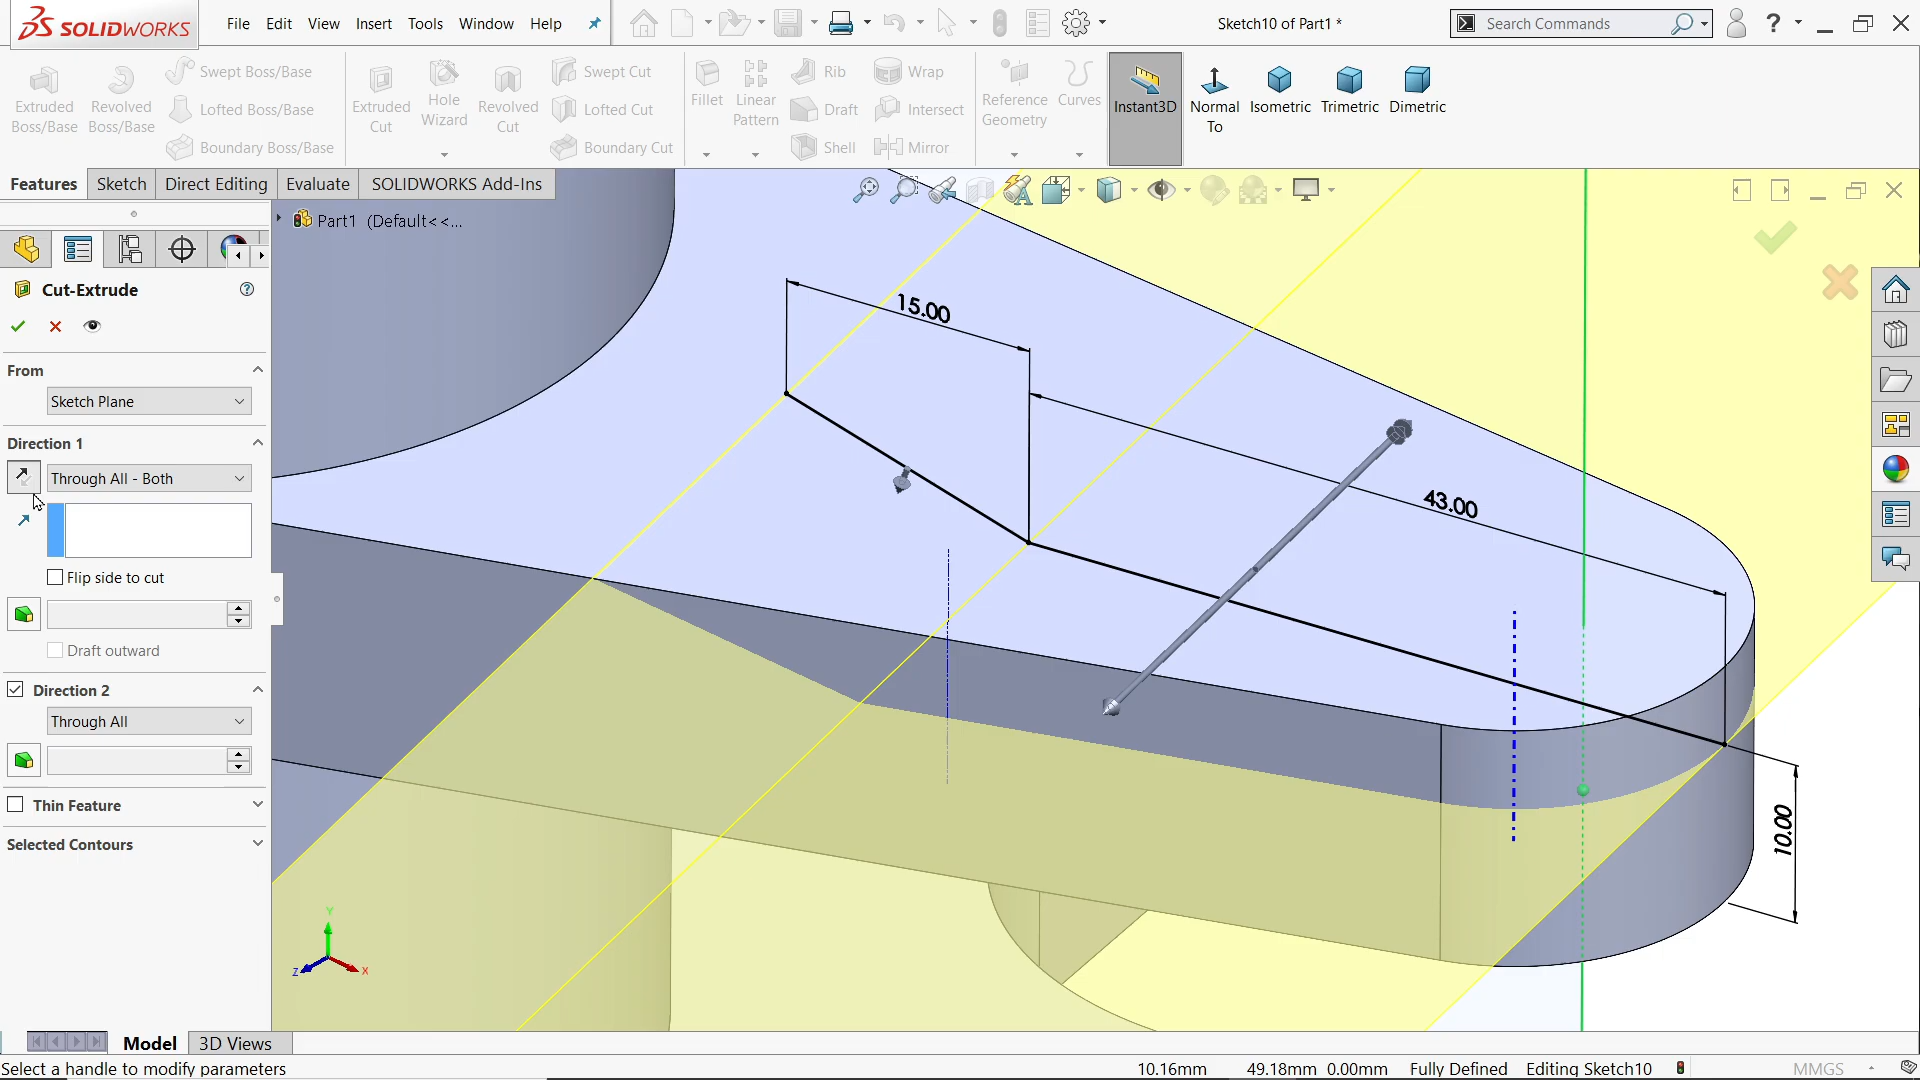 SOLIDWORKS
File Edit View Insert Tools Window Help
Sketch10 of Part1 *
Search Commands
Extruded Boss/Base
Revolved Boss/Base
Swept Boss/Base
Lofted Boss/Base
Boundary Boss/Base
Extruded Cut
Hole Wizard
Revolved Cut
Swept Cut
Lofted Cut
Boundary Cut
Fillet
Linear Pattern
Rib
Draft
Shell
Wrap
Intersect
Mirror
Reference Geometry
Curves
Instant3D
Normal To
Isometric
Trimetric
Dimetric
Features Sketch Direct Editing Evaluate SOLIDWORKS Add-Ins
Part1 (Default<<...
Cut-Extrude
From
Sketch Plane
Direction 1
Through All - Both
Flip side to cut
Draft outward
Direction 2
Through All
Thin Feature
Selected Contours
15.00
43.00
10.00
Y
Z
X
Model 3D Views
Select a handle to modify parameters
10.16mm 49.18mm 0.00mm Fully Defined Editing Sketch10 MMGS